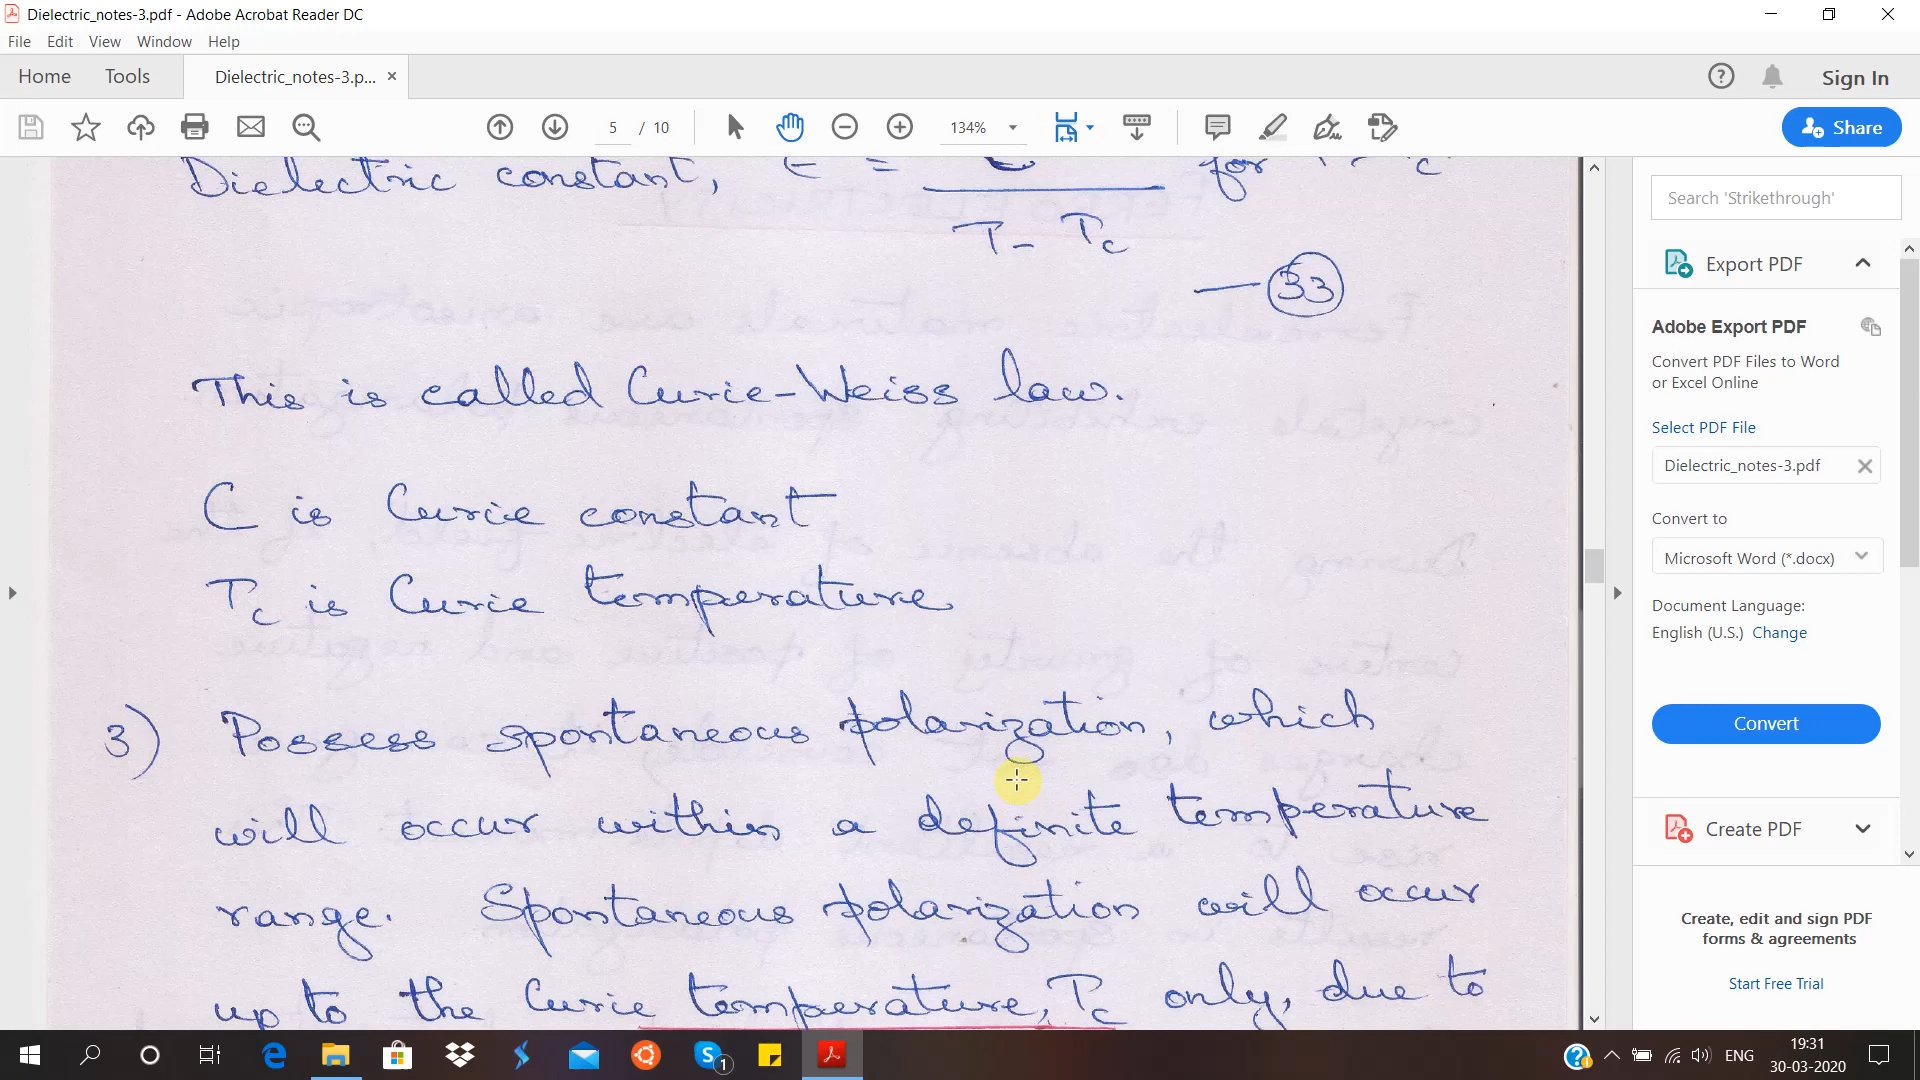 Dielectric_notes-3.pdf - Adobe Acrobat Reader DC
File Edit View Window Help
Home Tools Dielectric_notes-3.p... ×
Sign In
5 / 10 134% Share
Dielectric constant, ε = C for T > Tc
T - Tc
— 33
This is called Curie-Weiss law.
C is Curie constant
Tc is Curie temperature
3) Possess spontaneous polarization, which
will occur within a definite temperature
range. Spontaneous polarization will occur
up to the Curie temperature, Tc only, due to
Search 'Strikethrough'
Export PDF
Adobe Export PDF
Convert PDF Files to Word
or Excel Online
Select PDF File
Dielectric_notes-3.pdf
Convert to
Microsoft Word (*.docx)
Document Language:
English (U.S.) Change
Convert
Create PDF
Create, edit and sign PDF
forms & agreements
Start Free Trial
1
ENG
19:31
30-03-2020